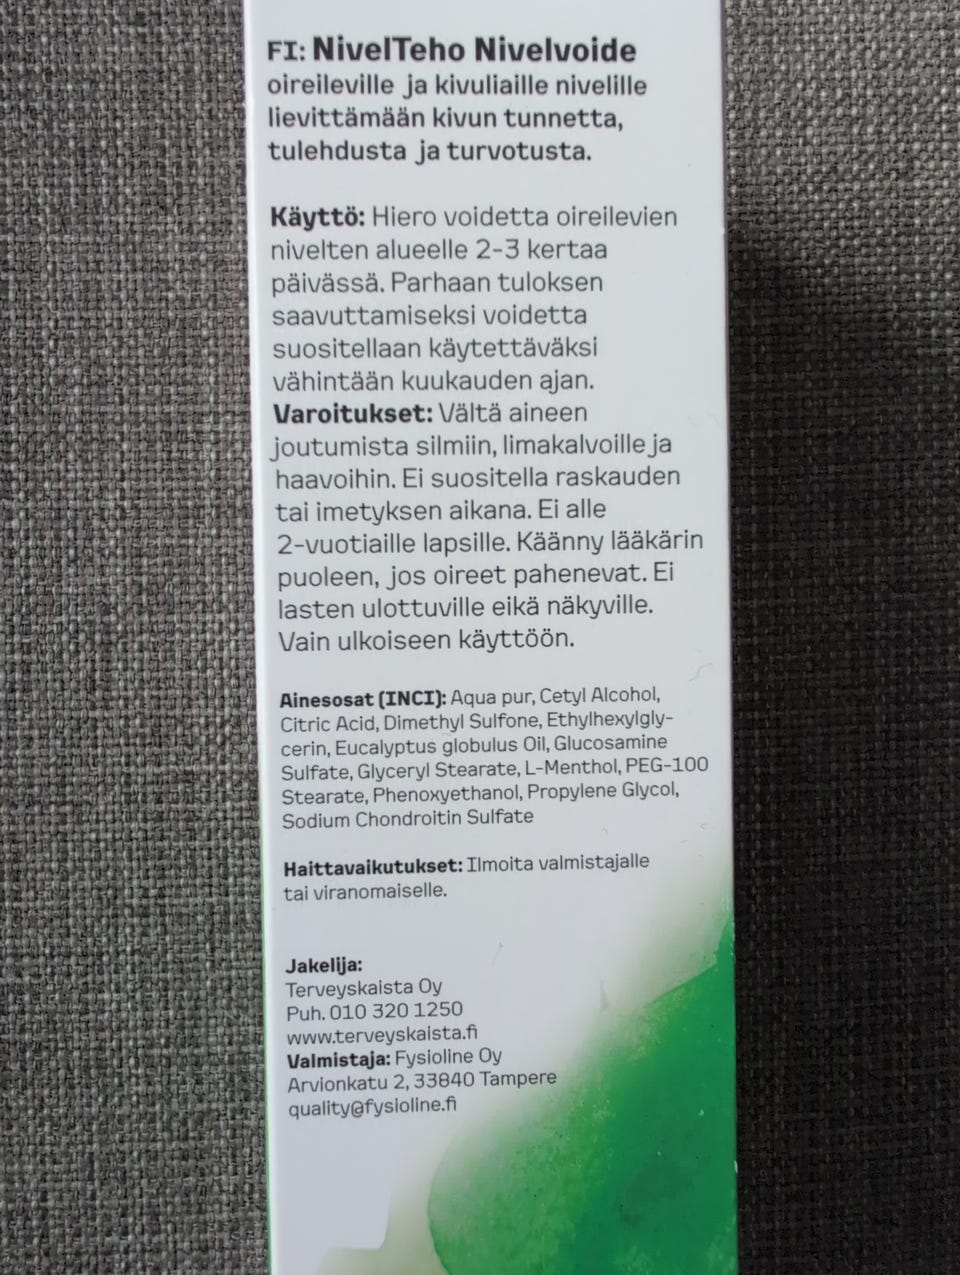 FI: NivelTeho Nivelvoide
oireileville ja kivuliaille nivelille
lievittämään kivun tunnetta,
tulehdusta ja turvotusta.
Käyttö: Hiero voidetta oireilevien
nivelten alueelle 2-3 kertaa
päivässä. Parhaan tuloksen
saavuttamiseksi voidetta
suositellaan käytettäväksi
vähintään kuukauden ajan.
Varoitukset: Vältä aineen
joutumista silmiin, limakalvoille ja
haavoihin. Ei suositella raskauden
tai imetyksen aikana. Ei alle
2-vuotiaille lapsille. Käänny lääkärin
puoleen, jos oireet pahenevat. Ei
lasten ulottuville eikä näkyville.
Vain ulkoiseen käyttöön.
Ainesosat (INCI): Aqua pur, Cetyl Alcohol,
Citric Acid, Dimethyl Sulfone, Ethylhexylgly-
cerin, Eucalyptus globulus Oil, Glucosamine
Sulfate, Glyceryl Stearate, L-Menthol, PEG-100
Stearate, Phenoxyethanol, Propylene Glycol,
Sodium Chondroitin Sulfate
Haittavaikutukset: Ilmoita valmistajalle
tai viranomaiselle.
Jakelija:
Terveyskaista Oy
Puh. 010 320 1250
www.terveyskaista.fi
Valmistaja: Fysioline Oy
Arvionkatu 2, 33840 Tampere
quality@fysioline.fi